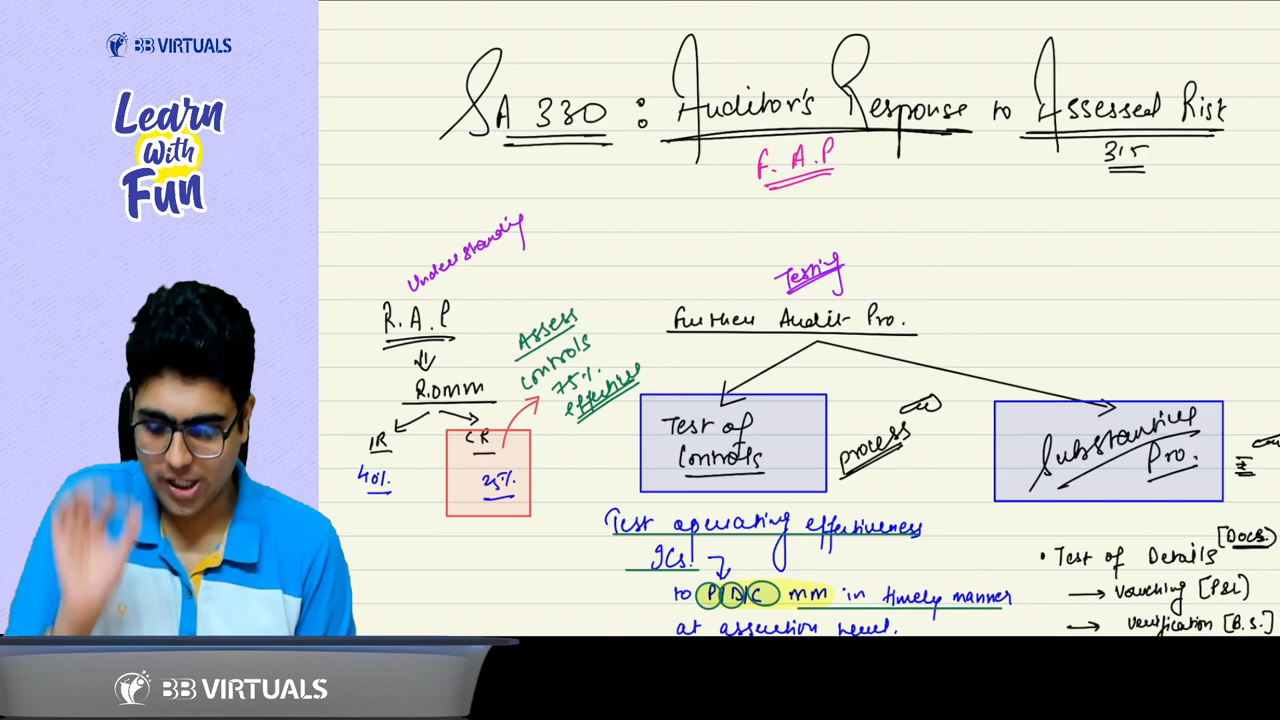 BB VIRTUALS
Learn
With
Fun
SA 330 : Auditor's Response to Assessed Risk
F.A.P
315
Understanding
R.A.P
ROMM
IR
CR
40%
25%
Assess
controls
75%
effective
Testing
Further Audit Pro.
Test of
Controls
process
Substantive
Pro.
Test operating effectiveness
ICs.
to P/D/C mm in timely manner
at assertion level.
• Test of Details [Docs.]
→ Vouching [P&L]
→ verification [B.S.]
BB VIRTUALS